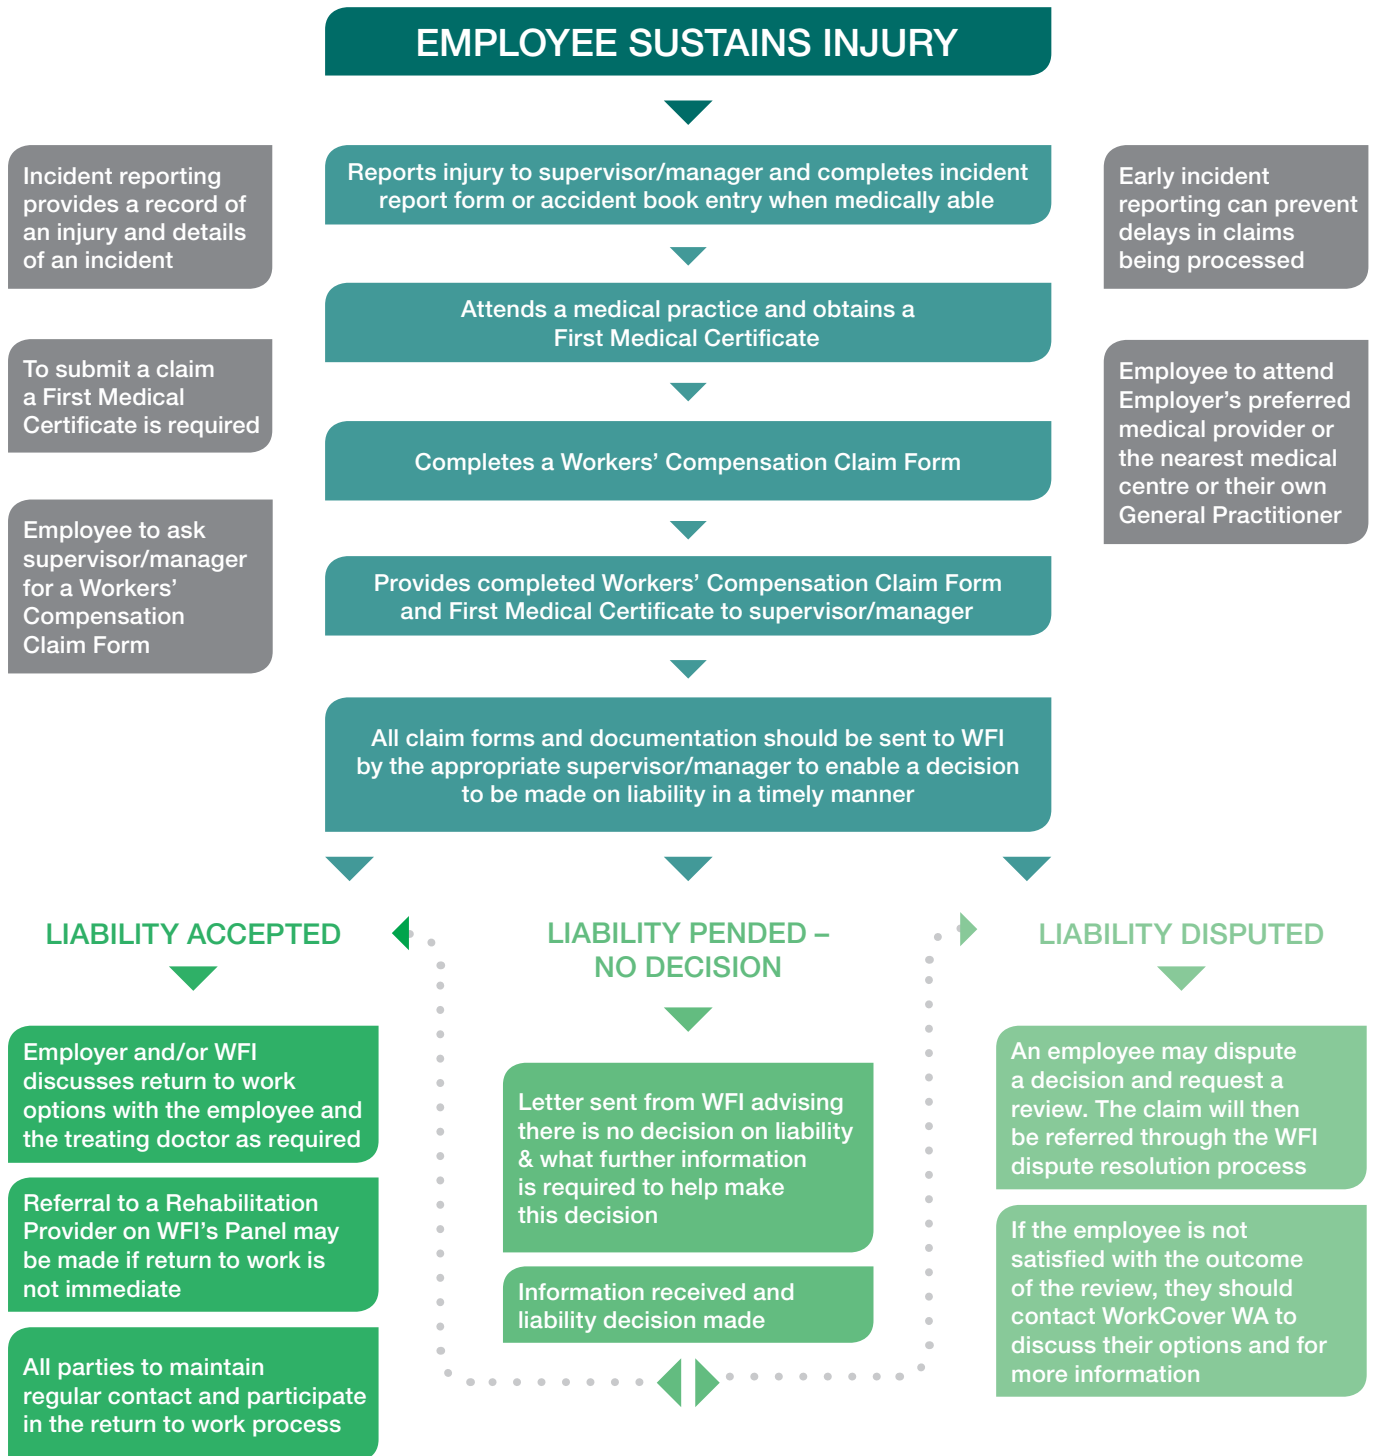 EMPLOYEE SUSTAINS INJURY
Incident reporting
provides a record of
an injury and details
of an incident
Reports injury to supervisor/manager and completes incident
report form or accident book entry when medically able
Early incident
reporting can prevent
delays in claims
being processed
Attends a medical practice and obtains a
First Medical Certificate
To submit a claim
a First Medical
Certificate is required
Employee to attend
Employer’s preferred
medical provider or
the nearest medical
centre or their own
General Practitioner
Completes a Workers’ Compensation Claim Form
Employee to ask
supervisor/manager
for a Workers’
Compensation
Claim Form
Provides completed Workers’ Compensation Claim Form
and First Medical Certificate to supervisor/manager
All claim forms and documentation should be sent to WFI
by the appropriate supervisor/manager to enable a decision
to be made on liability in a timely manner
LIABILITY ACCEPTED
Employer and/or WFI
discusses return to work
options with the employee and
the treating doctor as required
Referral to a Rehabilitation
Provider on WFI’s Panel may
be made if return to work is
not immediate
All parties to maintain
regular contact and participate
in the return to work process
LIABILITY PENDED –
NO DECISION
Letter sent from WFI advising
there is no decision on liability
& what further information
is required to help make
this decision
Information received and
liability decision made
LIABILITY DISPUTED
An employee may dispute
a decision and request a
review. The claim will then
be referred through the WFI
dispute resolution process
If the employee is not
satisfied with the outcome
of the review, they should
contact WorkCover WA to
discuss their options and for
more information